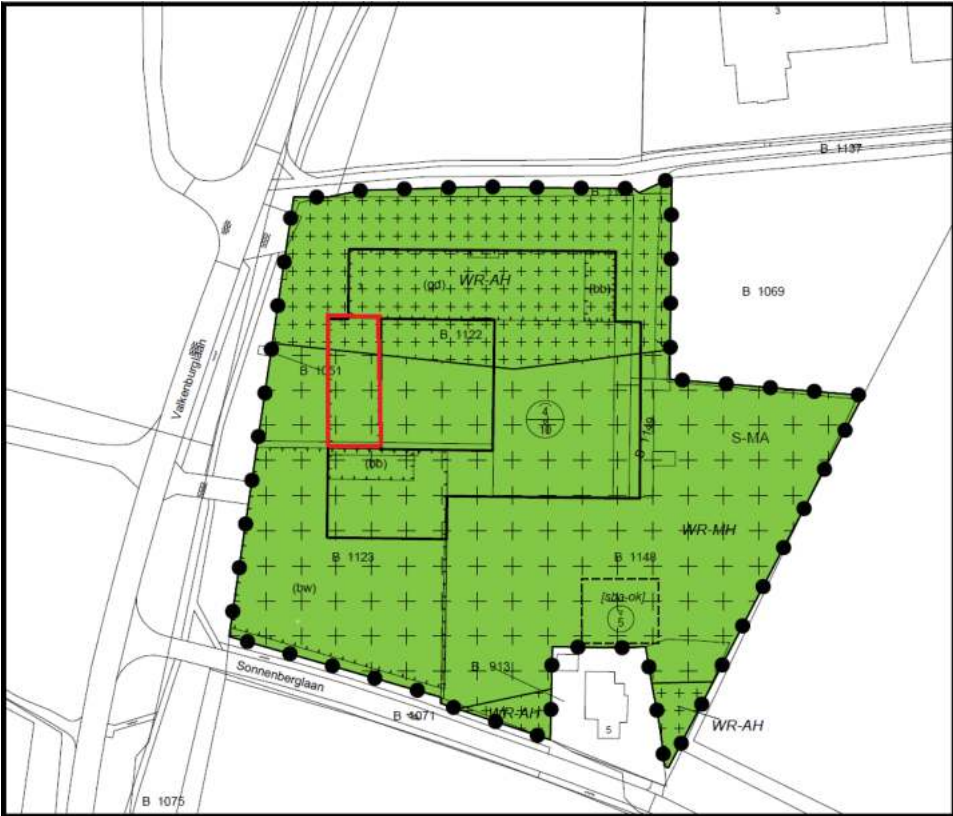 3
B 1137
WR-AH
(gd)
(bb)
B 1069
B 1122
Valkenburglaan
B 1051
4
10
B 1149
S-MA
(bb)
WR-MH
B 1123
B 1148
(bw)
[sba-ok]
5
Sonnenberglaan
B 913
WR-AH
B 1071
5
WR-AH
B 1075